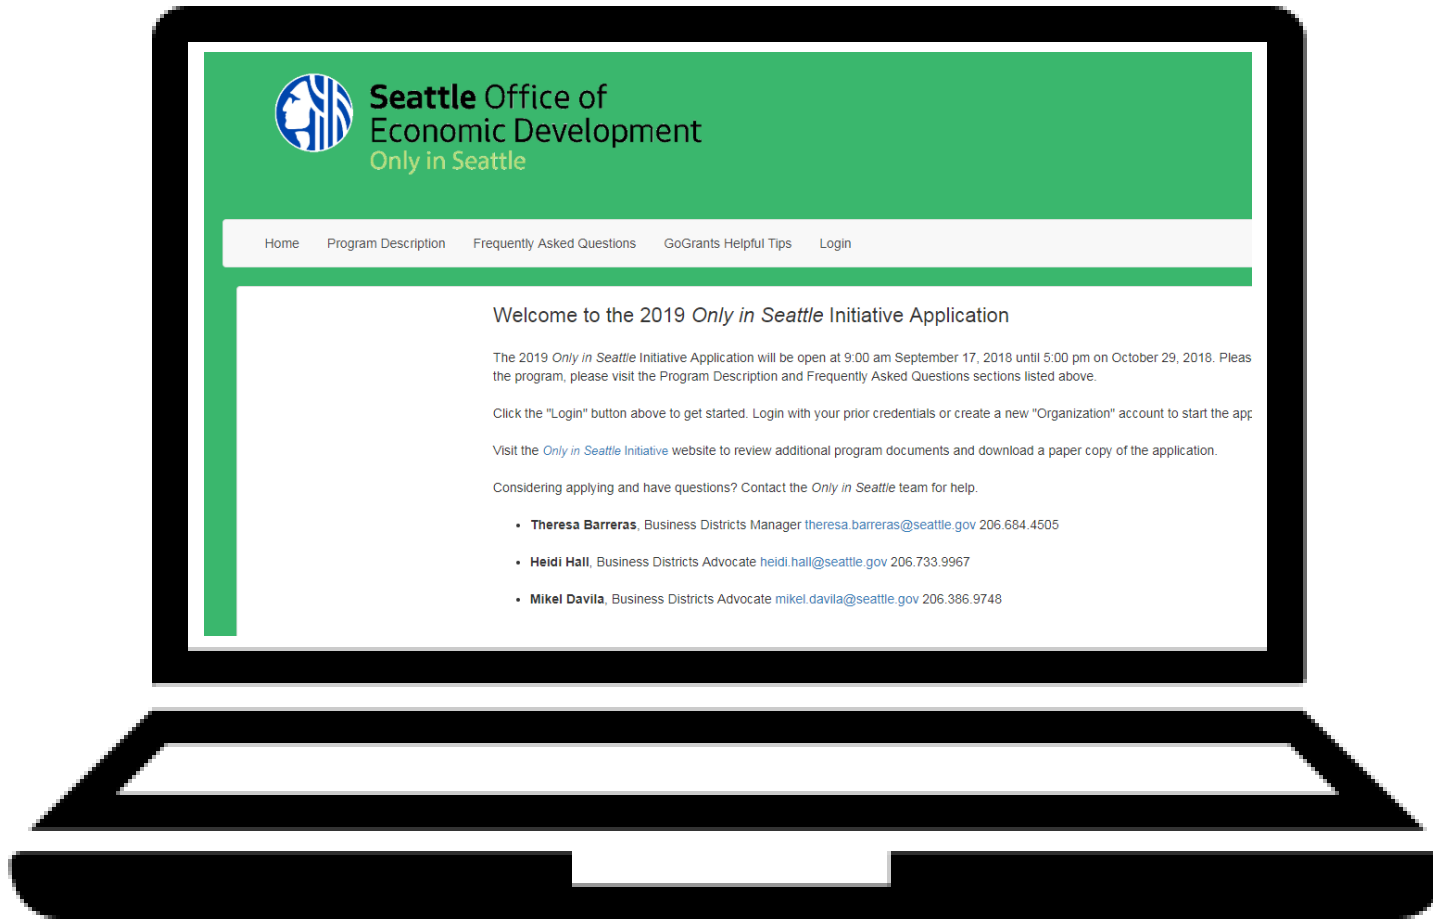 Seattle Office of
Economic Development
Only in Seattle
Home Program Description Frequently Asked Questions GoGrants Helpful Tips Login
Welcome to the 2019 Only in Seattle Initiative Application
The 2019 Only in Seattle Initiative Application will be open at 9:00 am September 17, 2018 until 5:00 pm on October 29, 2018. Pleas
the program, please visit the Program Description and Frequently Asked Questions sections listed above.
Click the "Login" button above to get started. Login with your prior credentials or create a new "Organization" account to start the app
Visit the Only in Seattle Initiative website to review additional program documents and download a paper copy of the application.
Considering applying and have questions? Contact the Only in Seattle team for help.
• Theresa Barreras, Business Districts Manager theresa.barreras@seattle.gov 206.684.4505
• Heidi Hall, Business Districts Advocate heidi.hall@seattle.gov 206.733.9967
• Mikel Davila, Business Districts Advocate mikel.davila@seattle.gov 206.386.9748